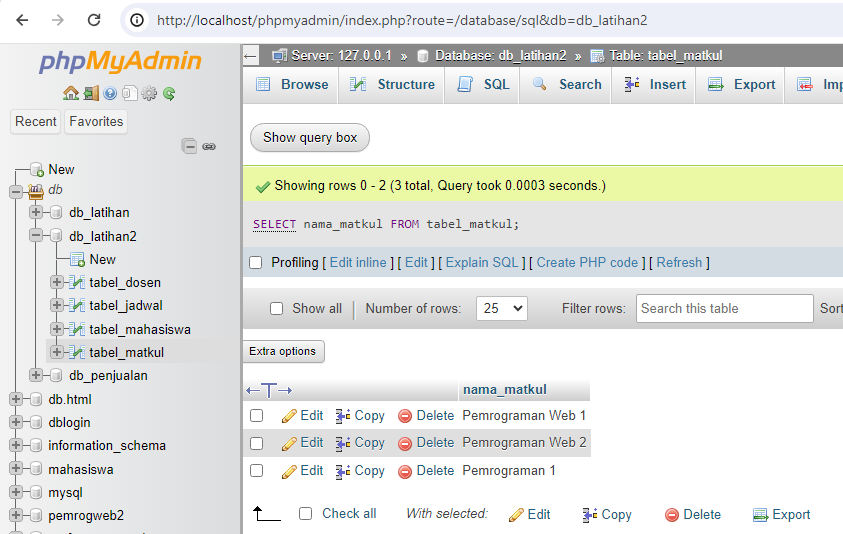 http://localhost/phpmyadmin/index.php?route=/database/sql&db=db_latihan2
phpMyAdmin
Recent Favorites
New
db
db_latihan
db_latihan2
New
tabel_dosen
tabel_jadwal
tabel_mahasiswa
tabel_matkul
db_penjualan
db.html
dblogin
information_schema
mahasiswa
mysql
pemrogweb2
Server: 127.0.0.1 » Database: db_latihan2 » Table: tabel_matkul
Browse Structure SQL Search Insert Export Imp
Show query box
Showing rows 0 - 2 (3 total, Query took 0.0003 seconds.)
SELECT nama_matkul FROM tabel_matkul;
Profiling [ Edit inline ] [ Edit ] [ Explain SQL ] [ Create PHP code ] [ Refresh ]
Show all Number of rows: 25 Filter rows: Search this table Sort
Extra options
nama_matkul
Edit Copy Delete Pemrograman Web 1
Edit Copy Delete Pemrograman Web 2
Edit Copy Delete Pemrograman 1
Check all With selected: Edit Copy Delete Export